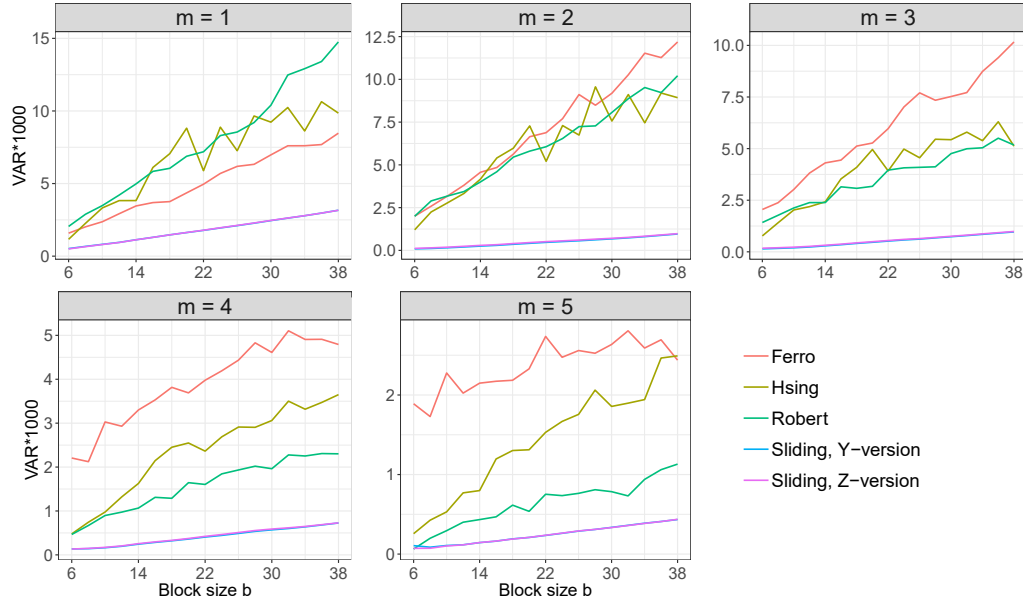 m = 1
m = 2
m = 3
VAR*1000
15
10
5
0
6 14 22 30 38
12.5
10.0
7.5
5.0
2.5
0.0
6 14 22 30 38
10.0
7.5
5.0
2.5
0.0
6 14 22 30 38
m = 4
m = 5
VAR*1000
5
4
3
2
1
0
6 14 22 30 38
Block size b
2
1
0
6 14 22 30 38
Block size b
Ferro
Hsing
Robert
Sliding, Y−version
Sliding, Z−version